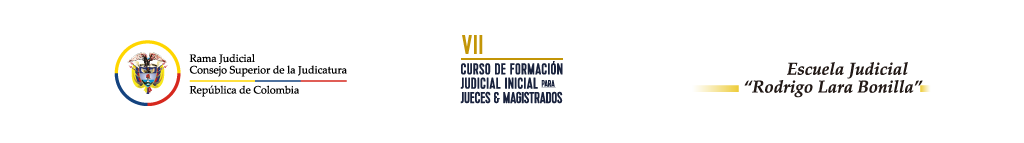 Rama Judicial
Consejo Superior de la Judicatura
República de Colombia
VII
CURSO DE FORMACIÓN
JUDICIAL INICIAL PARA
JUECES & MAGISTRADOS
Escuela Judicial
“Rodrigo Lara Bonilla”